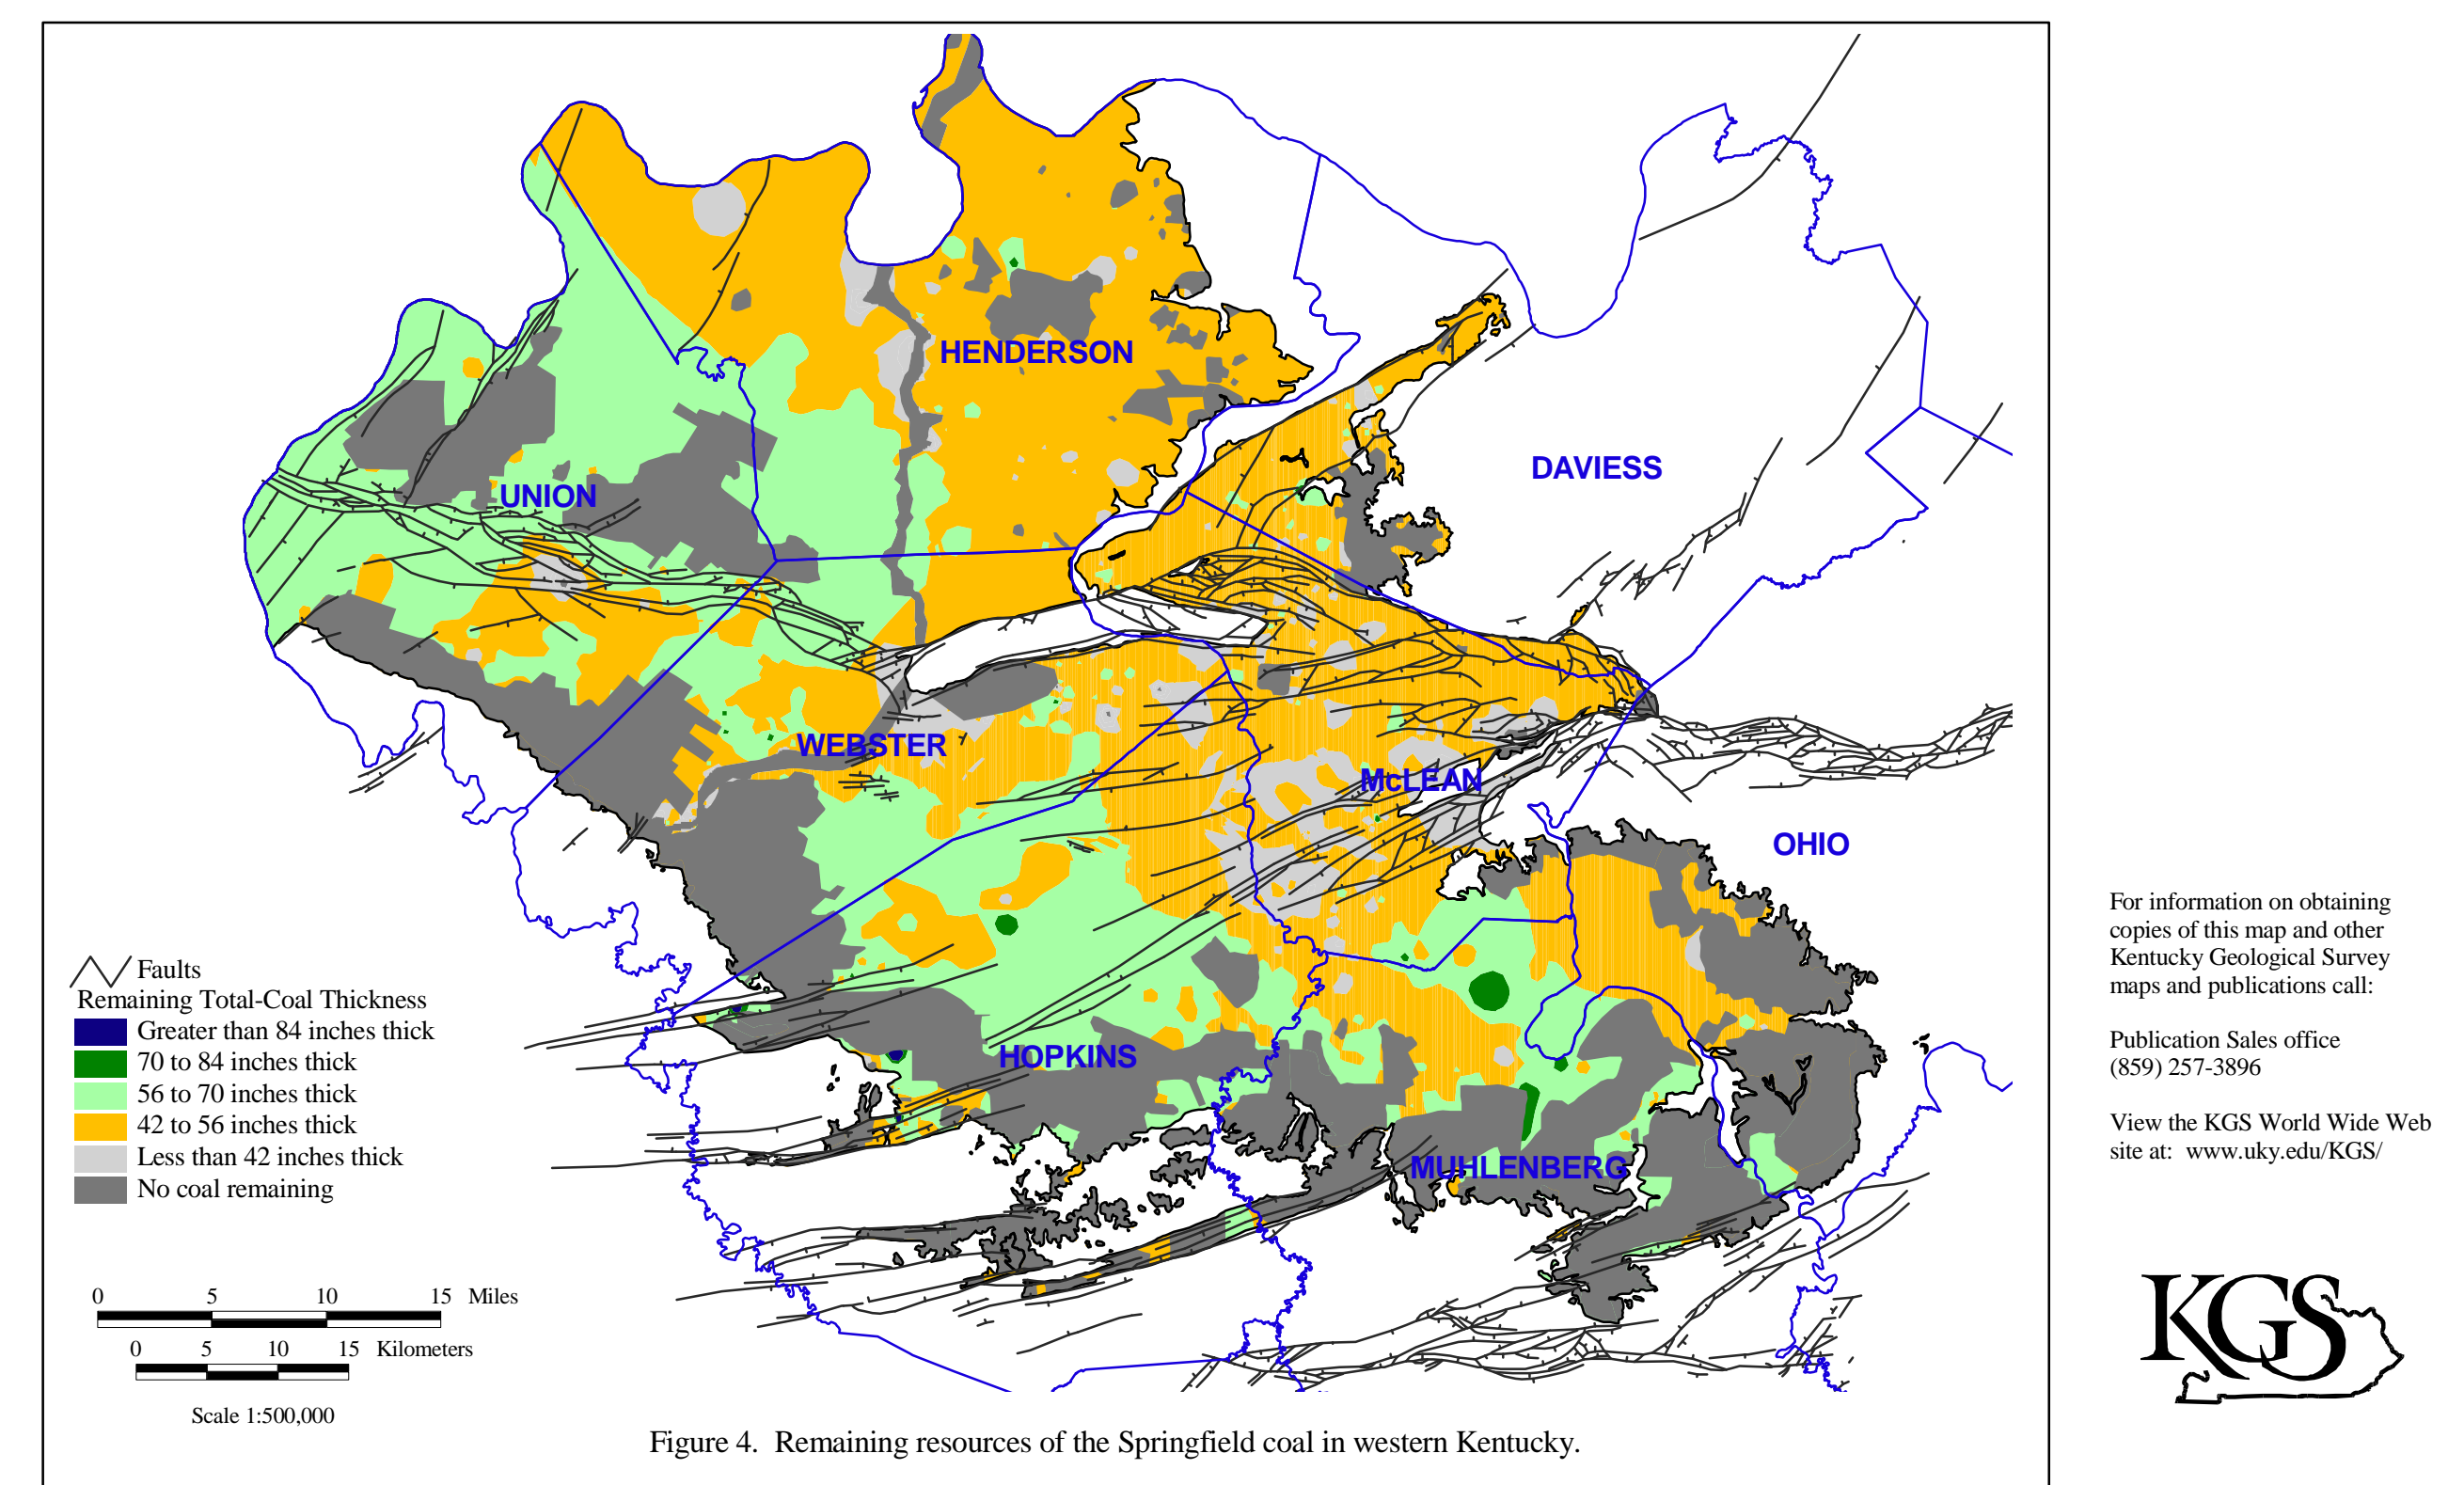 HENDERSON
DAVIESS
UNION
WEBSTER
McLEAN
OHIO
HOPKINS
MUHLENBERG
Faults
Remaining Total-Coal Thickness
Greater than 84 inches thick
70 to 84 inches thick
56 to 70 inches thick
42 to 56 inches thick
Less than 42 inches thick
No coal remaining
0 5 10 15 Miles
0 5 10 15 Kilometers
Scale 1:500,000
Figure 4. Remaining resources of the Springfield coal in western Kentucky.
For information on obtaining
copies of this map and other
Kentucky Geological Survey
maps and publications call:
Publication Sales office
(859) 257-3896
View the KGS World Wide Web
site at: www.uky.edu/KGS/
KGS